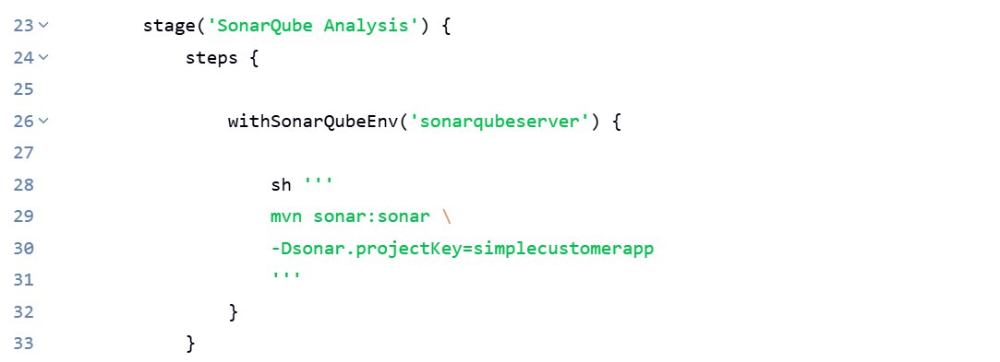 23 stage('SonarQube Analysis') {
24 steps {
25
26 withSonarQubeEnv('sonarqubeserver') {
27
28 sh '''
29 mvn sonar:sonar \
30 -Dsonar.projectKey=simplecustomerapp
31 '''
32 }
33 }